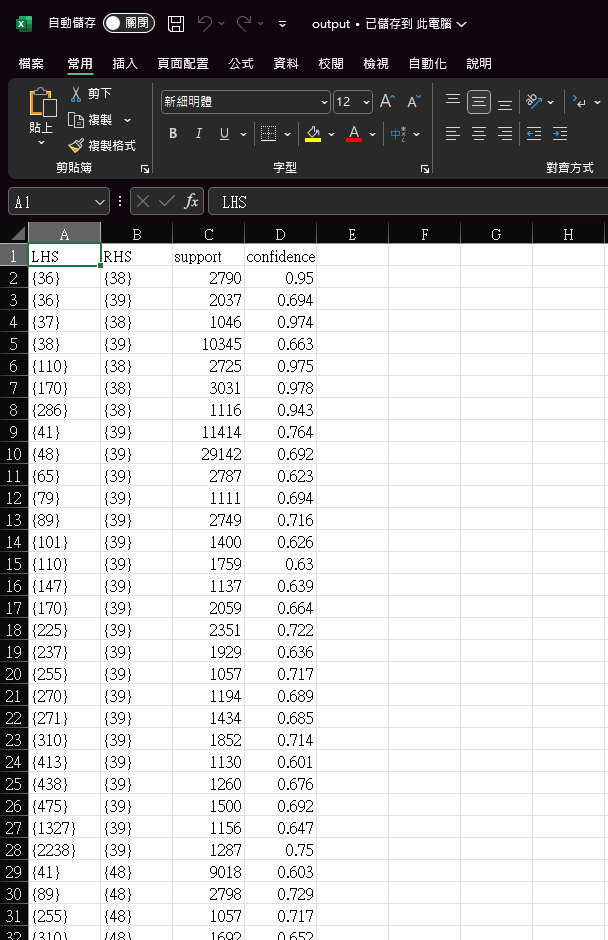 自動儲存 關閉 output • 已儲存到 此電腦
檔案 常用 插入 頁面配置 公式 資料 校閱 檢視 自動化 說明
貼上 剪下 複製 複製格式 剪貼簿
新細明體 12 A A
B I U A 中 字型
對齊方式
A1 fx LHS
A B C D E F G H
1 LHS RHS support confidence
2 {36} {38} 2790 0.95
3 {36} {39} 2037 0.694
4 {37} {38} 1046 0.974
5 {38} {39} 10345 0.663
6 {110} {38} 2725 0.975
7 {170} {38} 3031 0.978
8 {286} {38} 1116 0.943
9 {41} {39} 11414 0.764
10 {48} {39} 29142 0.692
11 {65} {39} 2787 0.623
12 {79} {39} 1111 0.694
13 {89} {39} 2749 0.716
14 {101} {39} 1400 0.626
15 {110} {39} 1759 0.63
16 {147} {39} 1137 0.639
17 {170} {39} 2059 0.664
18 {225} {39} 2351 0.722
19 {237} {39} 1929 0.636
20 {255} {39} 1057 0.717
21 {270} {39} 1194 0.689
22 {271} {39} 1434 0.685
23 {310} {39} 1852 0.714
24 {413} {39} 1130 0.601
25 {438} {39} 1260 0.676
26 {475} {39} 1500 0.692
27 {1327} {39} 1156 0.647
28 {2238} {39} 1287 0.75
29 {41} {48} 9018 0.603
30 {89} {48} 2798 0.729
31 {255} {48} 1057 0.717
32 {310} {48} 1692 0.652